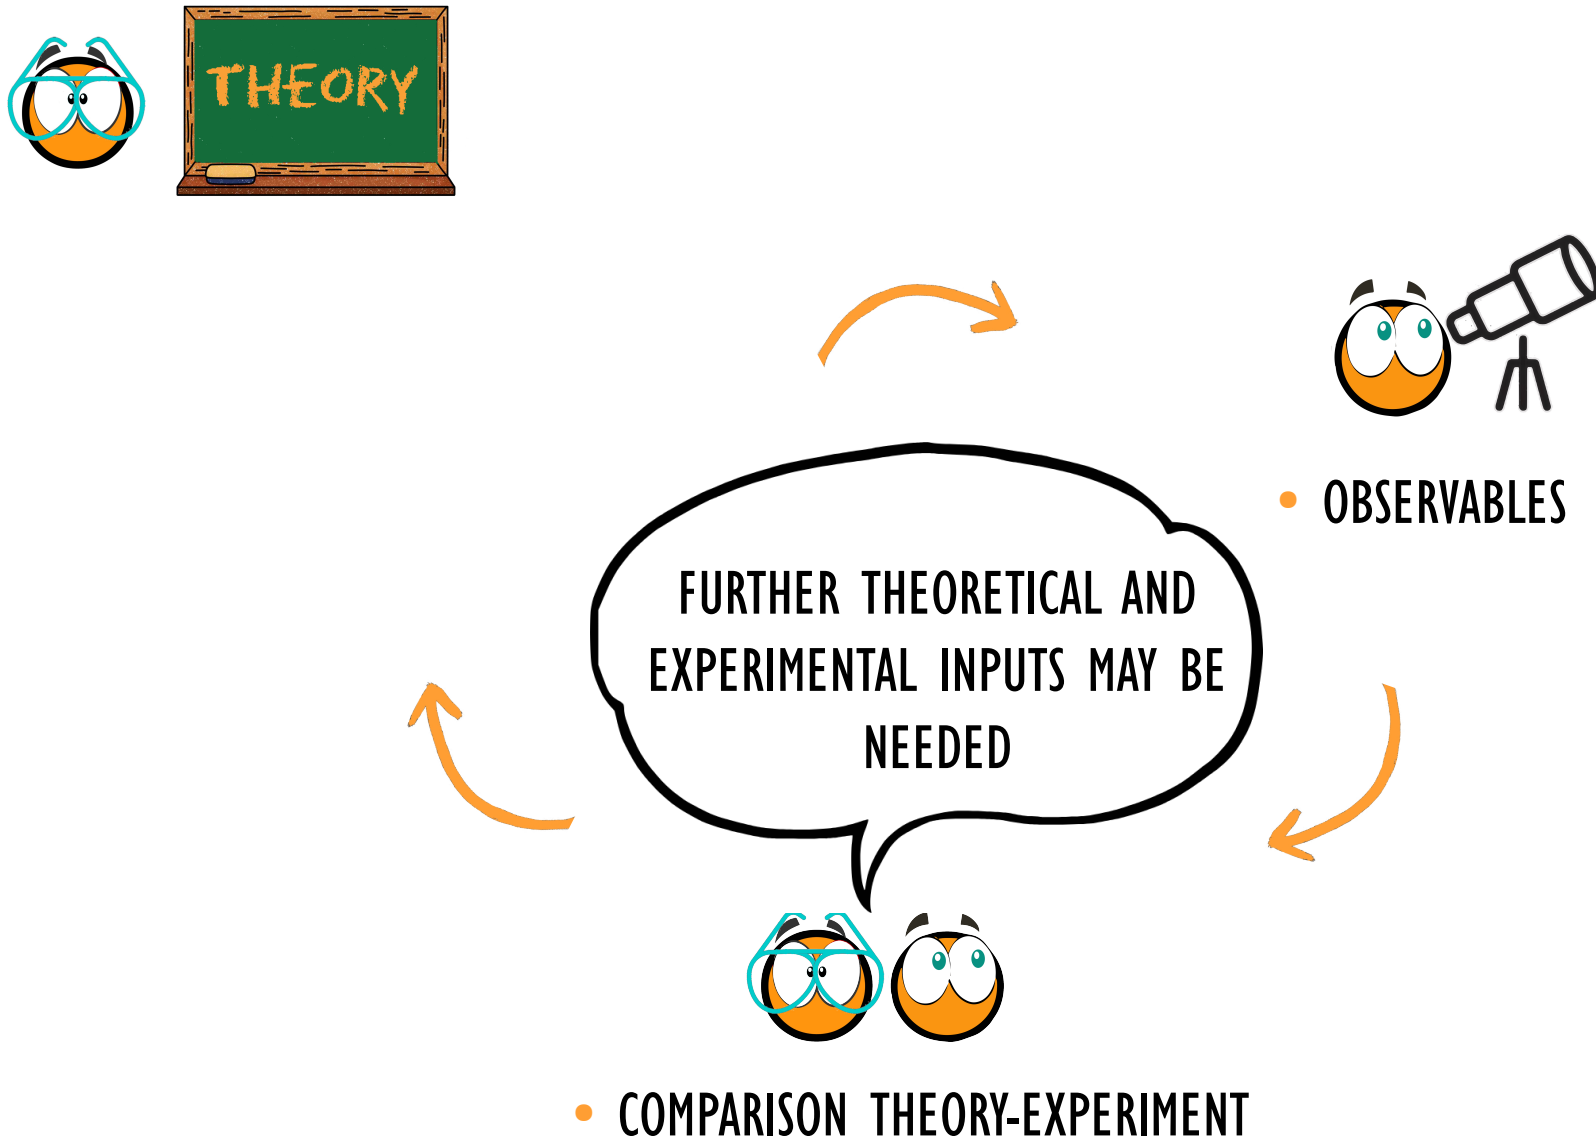 THEORY
• OBSERVABLES
FURTHER THEORETICAL AND
EXPERIMENTAL INPUTS MAY BE
NEEDED
• COMPARISON THEORY-EXPERIMENT